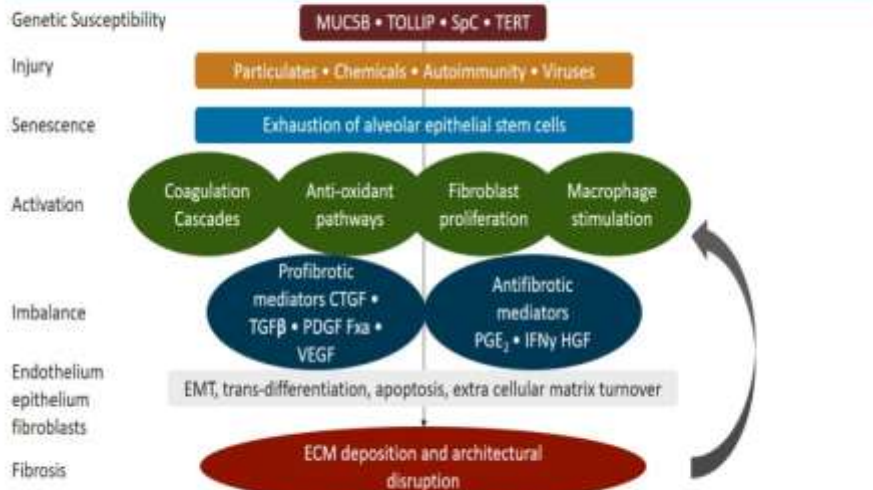 Genetic Susceptibility
MUC5B • TOLLIP • SpC • TERT
Injury
Particulates • Chemicals • Autoimmunity • Viruses
Senescence
Exhaustion of alveolar epithelial stem cells
Activation
Coagulation
Cascades
Anti-oxidant
pathways
Fibroblast
proliferation
Macrophage
stimulation
Imbalance
Profibrotic
mediators CTGF •
TGFβ • PDGF Fxa •
VEGF
Antifibrotic
mediators
PGE₂ • IFNγ HGF
Endothelium
epithelium
fibroblasts
EMT, trans-differentiation, apoptosis, extra cellular matrix turnover
Fibrosis
ECM deposition and architectural
disruption